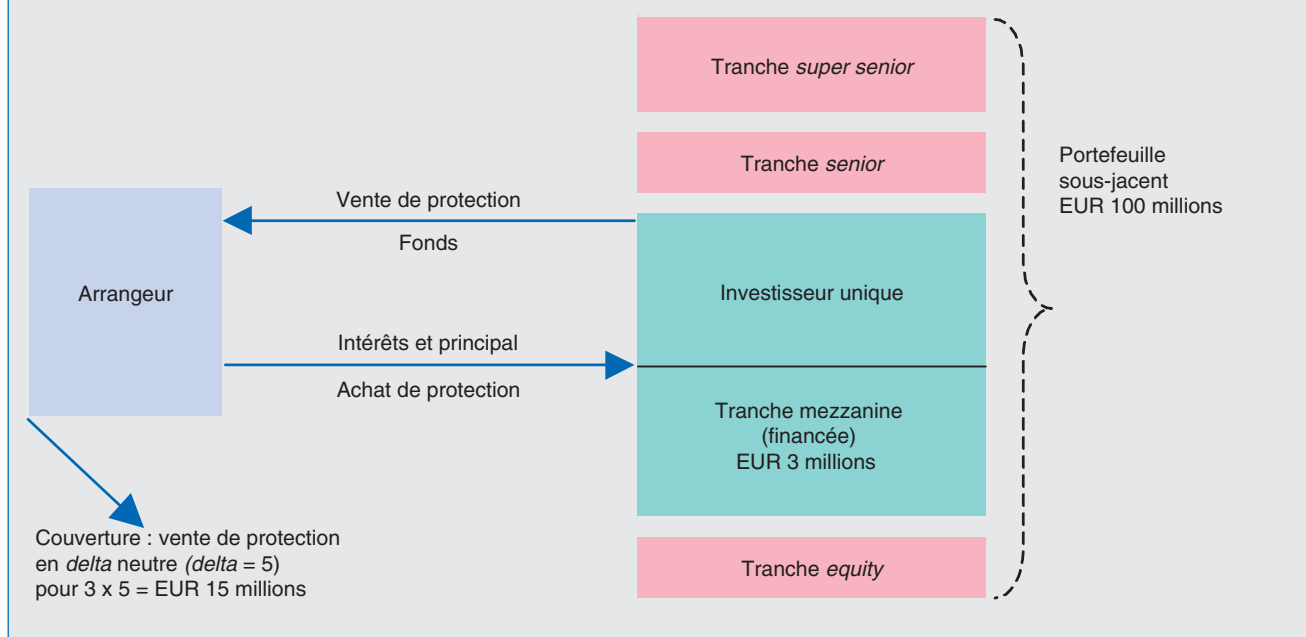 Tranche super senior
Tranche senior
Portefeuille
sous-jacent
EUR 100 millions
Vente de protection
Fonds
Arrangeur
Investisseur unique
Intérêts et principal
Achat de protection
Tranche mezzanine
(financée)
EUR 3 millions
Couverture : vente de protection
en delta neutre (delta = 5)
pour 3 x 5 = EUR 15 millions
Tranche equity